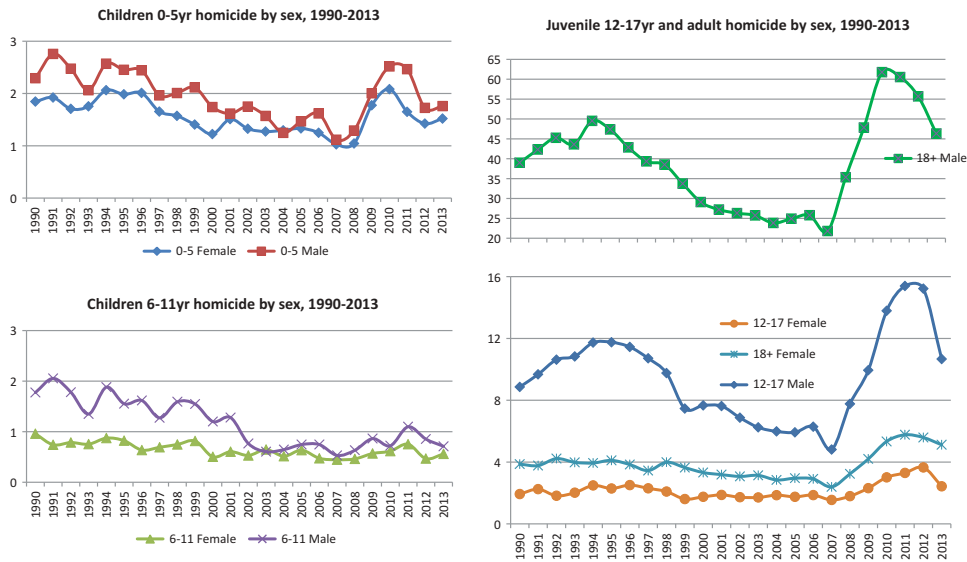 Children 0-5yr homicide by sex, 1990-2013
3
2
1
0
1990 1991 1992 1993 1994 1995 1996 1997 1998 1999 2000 2001 2002 2003 2004 2005 2006 2007 2008 2009 2010 2011 2012 2013
0-5 Female 0-5 Male
Children 6-11yr homicide by sex, 1990-2013
3
2
1
0
1990 1991 1992 1993 1994 1995 1996 1997 1998 1999 2000 2001 2002 2003 2004 2005 2006 2007 2008 2009 2010 2011 2012 2013
6-11 Female 6-11 Male
Juvenile 12-17yr and adult homicide by sex, 1990-2013
65
60
55
50
45
40
35
30
25
20
18+ Male
16
12
8
4
0
12-17 Female
18+ Female
12-17 Male
1990 1991 1992 1993 1994 1995 1996 1997 1998 1999 2000 2001 2002 2003 2004 2005 2006 2007 2008 2009 2010 2011 2012 2013